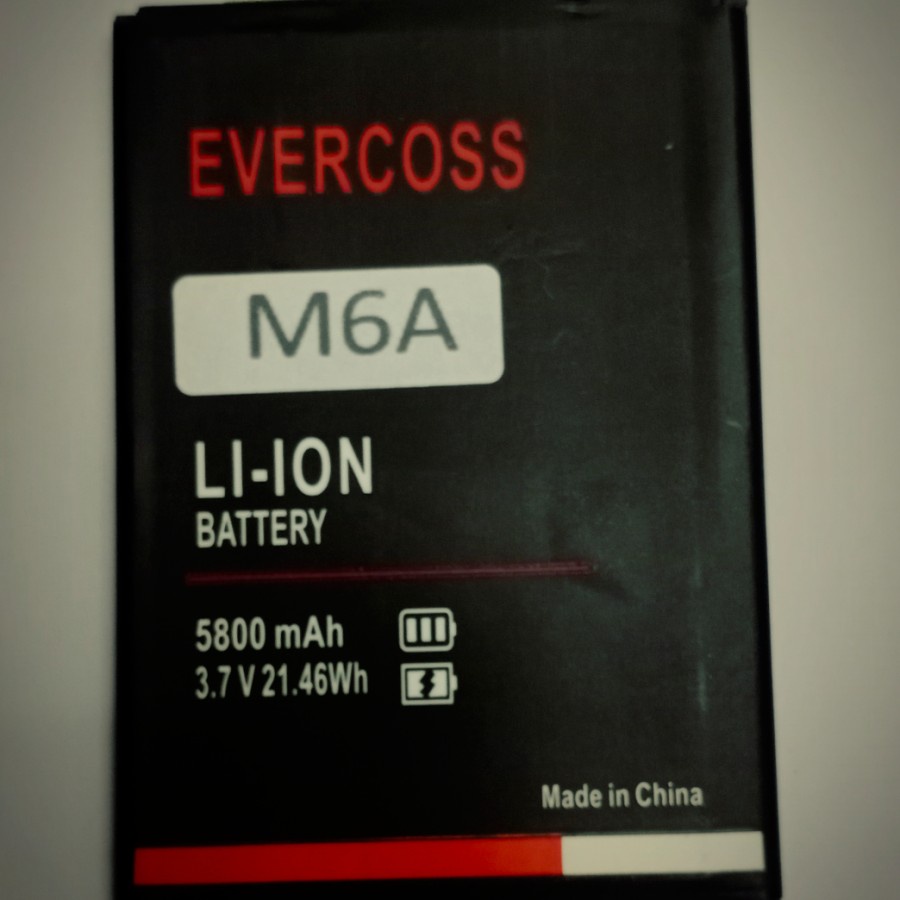 EVERCOSS
M6A
LI-ION
BATTERY
5800 mAh
3.7 V 21.46Wh
Made in China